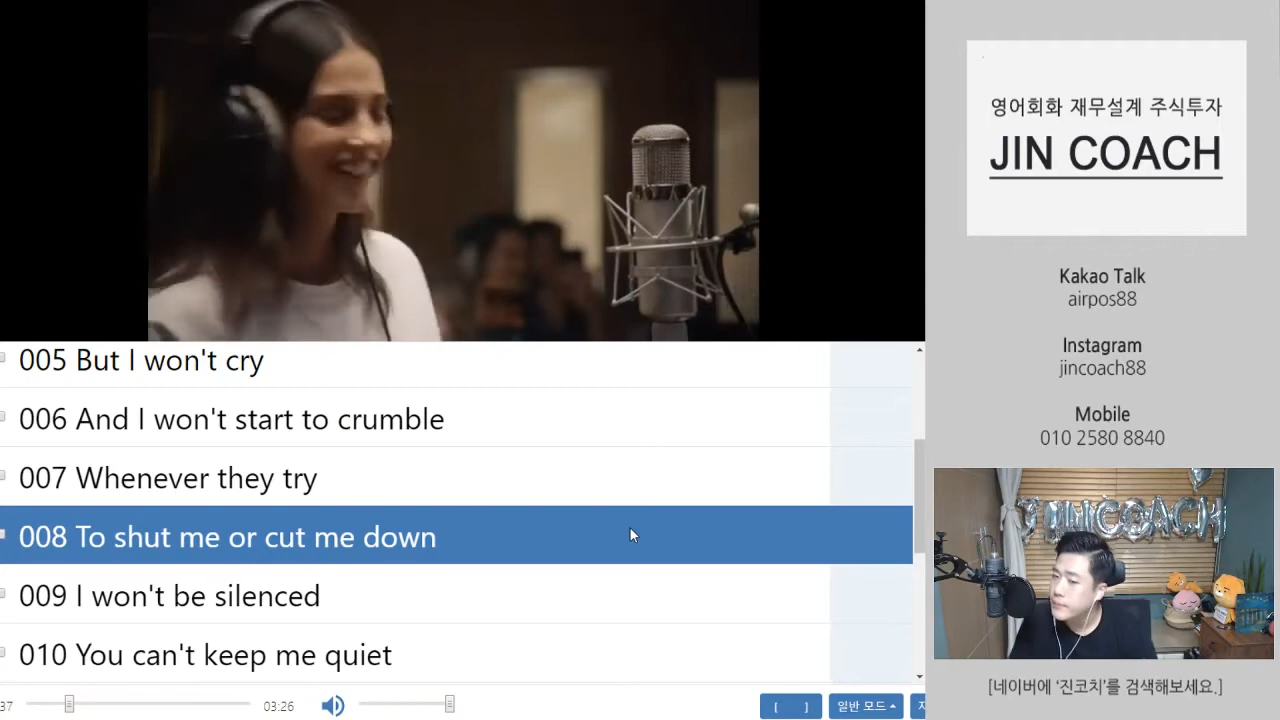 005 But I won't cry
006 And I won't start to crumble
007 Whenever they try
008 To shut me or cut me down
009 I won't be silenced
010 You can't keep me quiet
37
03:26
[ ]
일반 모드
영어회화 재무설계 주식투자
JIN COACH
Kakao Talk
airpos88
Instagram
jincoach88
Mobile
010 2580 8840
JINCOACH
[네이버에 '진코치'를 검색해보세요.]